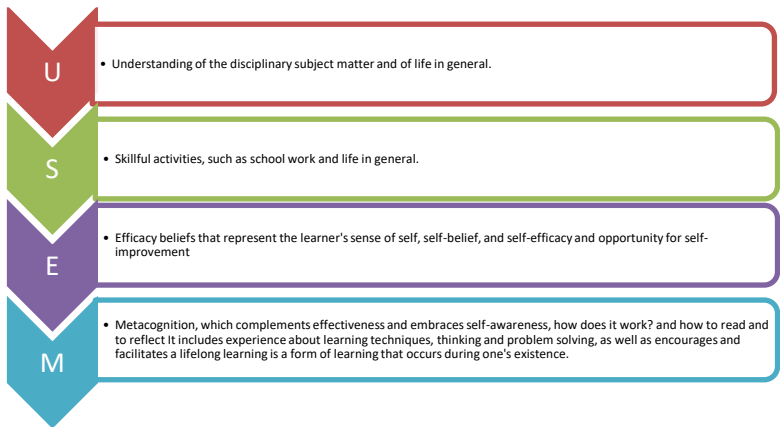 U
• Understanding of the disciplinary subject matter and of life in general.
S
• Skillful activities, such as school work and life in general.
E
• Efficacy beliefs that represent the learner's sense of self, self-belief, and self-efficacy and opportunity for self-
improvement
M
• Metacognition, which complements effectiveness and embraces self-awareness, how does it work? and how to read and
to reflect It includes experience about learning techniques, thinking and problem solving, as well as encourages and
facilitates a lifelong learning is a form of learning that occurs during one's existence.